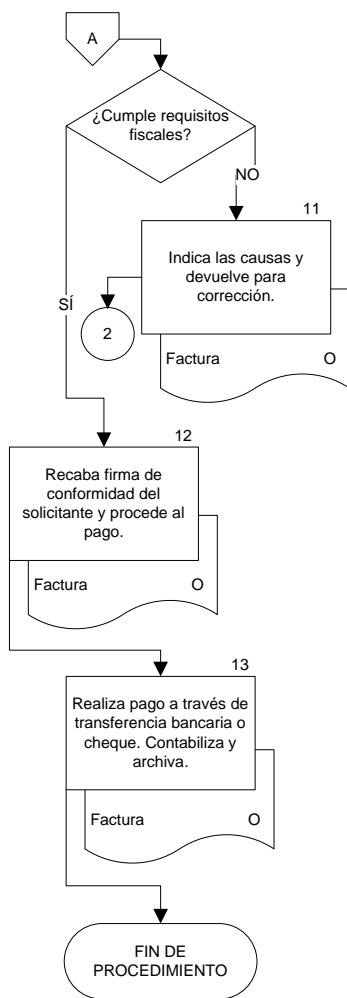 A
¿Cumple requisitos
fiscales?
NO
11
Indica las causas y
devuelve para
corrección.
SÍ
2
Factura O
12
Recaba firma de
conformidad del
solicitante y procede al
pago.
Factura O
13
Realiza pago a través de
transferencia bancaria o
cheque. Contabiliza y
archiva.
Factura O
FIN DE
PROCEDIMIENTO